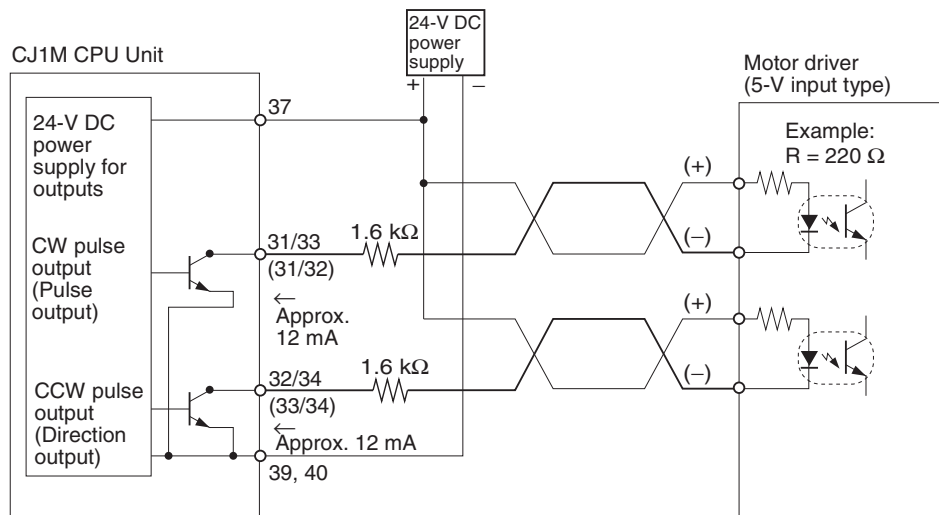 CJ1M CPU Unit
24-V DC
power
supply
+
−
Motor driver
(5-V input type)
37
24-V DC
power
supply for
outputs
Example:
R = 220 Ω
(+)
(−)
CW pulse
output
(Pulse
output)
31/33
(31/32)
1.6 kΩ
←
Approx.
12 mA
(+)
(−)
CCW pulse
output
(Direction
output)
32/34
(33/34)
1.6 kΩ
←
Approx. 12 mA
39, 40